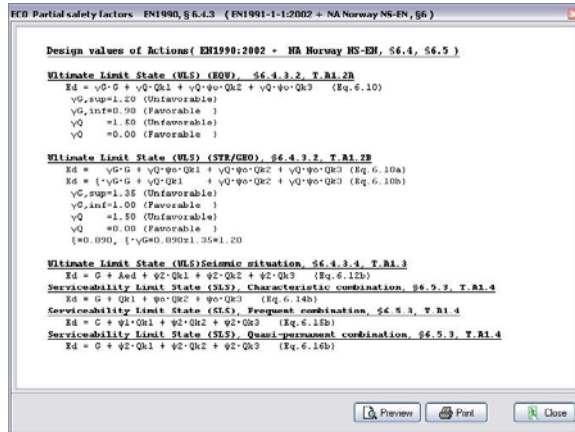 EC0 Partial safety factors EN1990, § 6.4.3 (EN1991-1-1:2002 + NA Norway NS-EN, §6)
Design values of Actions( EN1990:2002 + NA Norway NS-EN, §6.4, §6.5 )
Ultimate Limit State (ULS) (EQU), §6.4.3.2, T.A1.2A
Ed = γG·G + γQ·Qk1 + γQ·ψo·Qk2 + γQ·ψo·Qk3 (Eq.6.10)
γG,sup=1.20 (Unfavorable)
γG,inf=0.90 (Favorable )
γQ =1.50 (Unfavorable)
γQ =0.00 (Favorable )
Ultimate Limit State (ULS) (STR/GEO), §6.4.3.2, T.A1.2B
Ed = γG·G + γQ·ψo·Qk1 + γQ·ψo·Qk2 + γQ·ψo·Qk3 (Eq.6.10a)
Ed = ξ·γG·G + γQ·Qk1 + γQ·ψo·Qk2 + γQ·ψo·Qk3 (Eq.6.10b)
γG,sup=1.35 (Unfavorable)
γG,inf=1.00 (Favorable )
γQ =1.50 (Unfavorable)
γQ =0.00 (Favorable )
ξ=0.890, ξ·γG=0.890x1.35=1.20
Ultimate Limit State (ULS)Seismic situation, §6.4.3.4, T.A1.3
Ed = G + Aed + ψ2·Qk1 + ψ2·Qk2 + ψ2·Qk3 (Eq.6.12b)
Serviceability Limit State (SLS), Characteristic combination, §6.5.3, T.A1.4
Ed = G + Qk1 + ψo·Qk2 + ψo·Qk3 (Eq.6.14b)
Serviceability Limit State (SLS), Frequent combination, §6.5.3, T.A1.4
Ed = G + ψ1·Qk1 + ψ2·Qk2 + ψ2·Qk3 (Eq.6.15b)
Serviceability Limit State (SLS), Quasi-permanent combination, §6.5.3, T.A1.4
Ed = G + ψ2·Qk1 + ψ2·Qk2 + ψ2·Qk3 (Eq.6.16b)
Preview Print Close